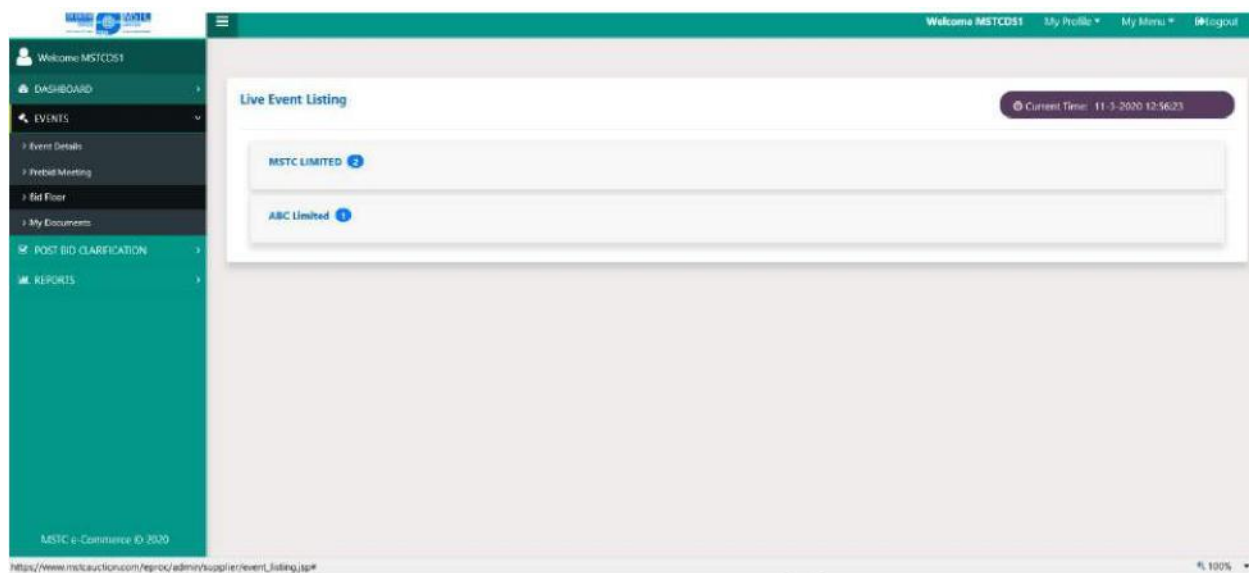 MSTC
Welcome MSTCDS1 My Profile My Menu Logout
Welcome MSTCDS1
DASHBOARD
EVENTS
Event Details
Prebid Meeting
Bid Floor
My Documents
POST BID CLARIFICATION
REPORTS
Live Event Listing
Current Time: 11-3-2020 12:56:23
MSTC LIMITED 2
ABC Limited 1
MSTC e-Commerce © 2020
https://www.mstcauction.com/eproc/admin/supplier/event_listing.jsp#
100%